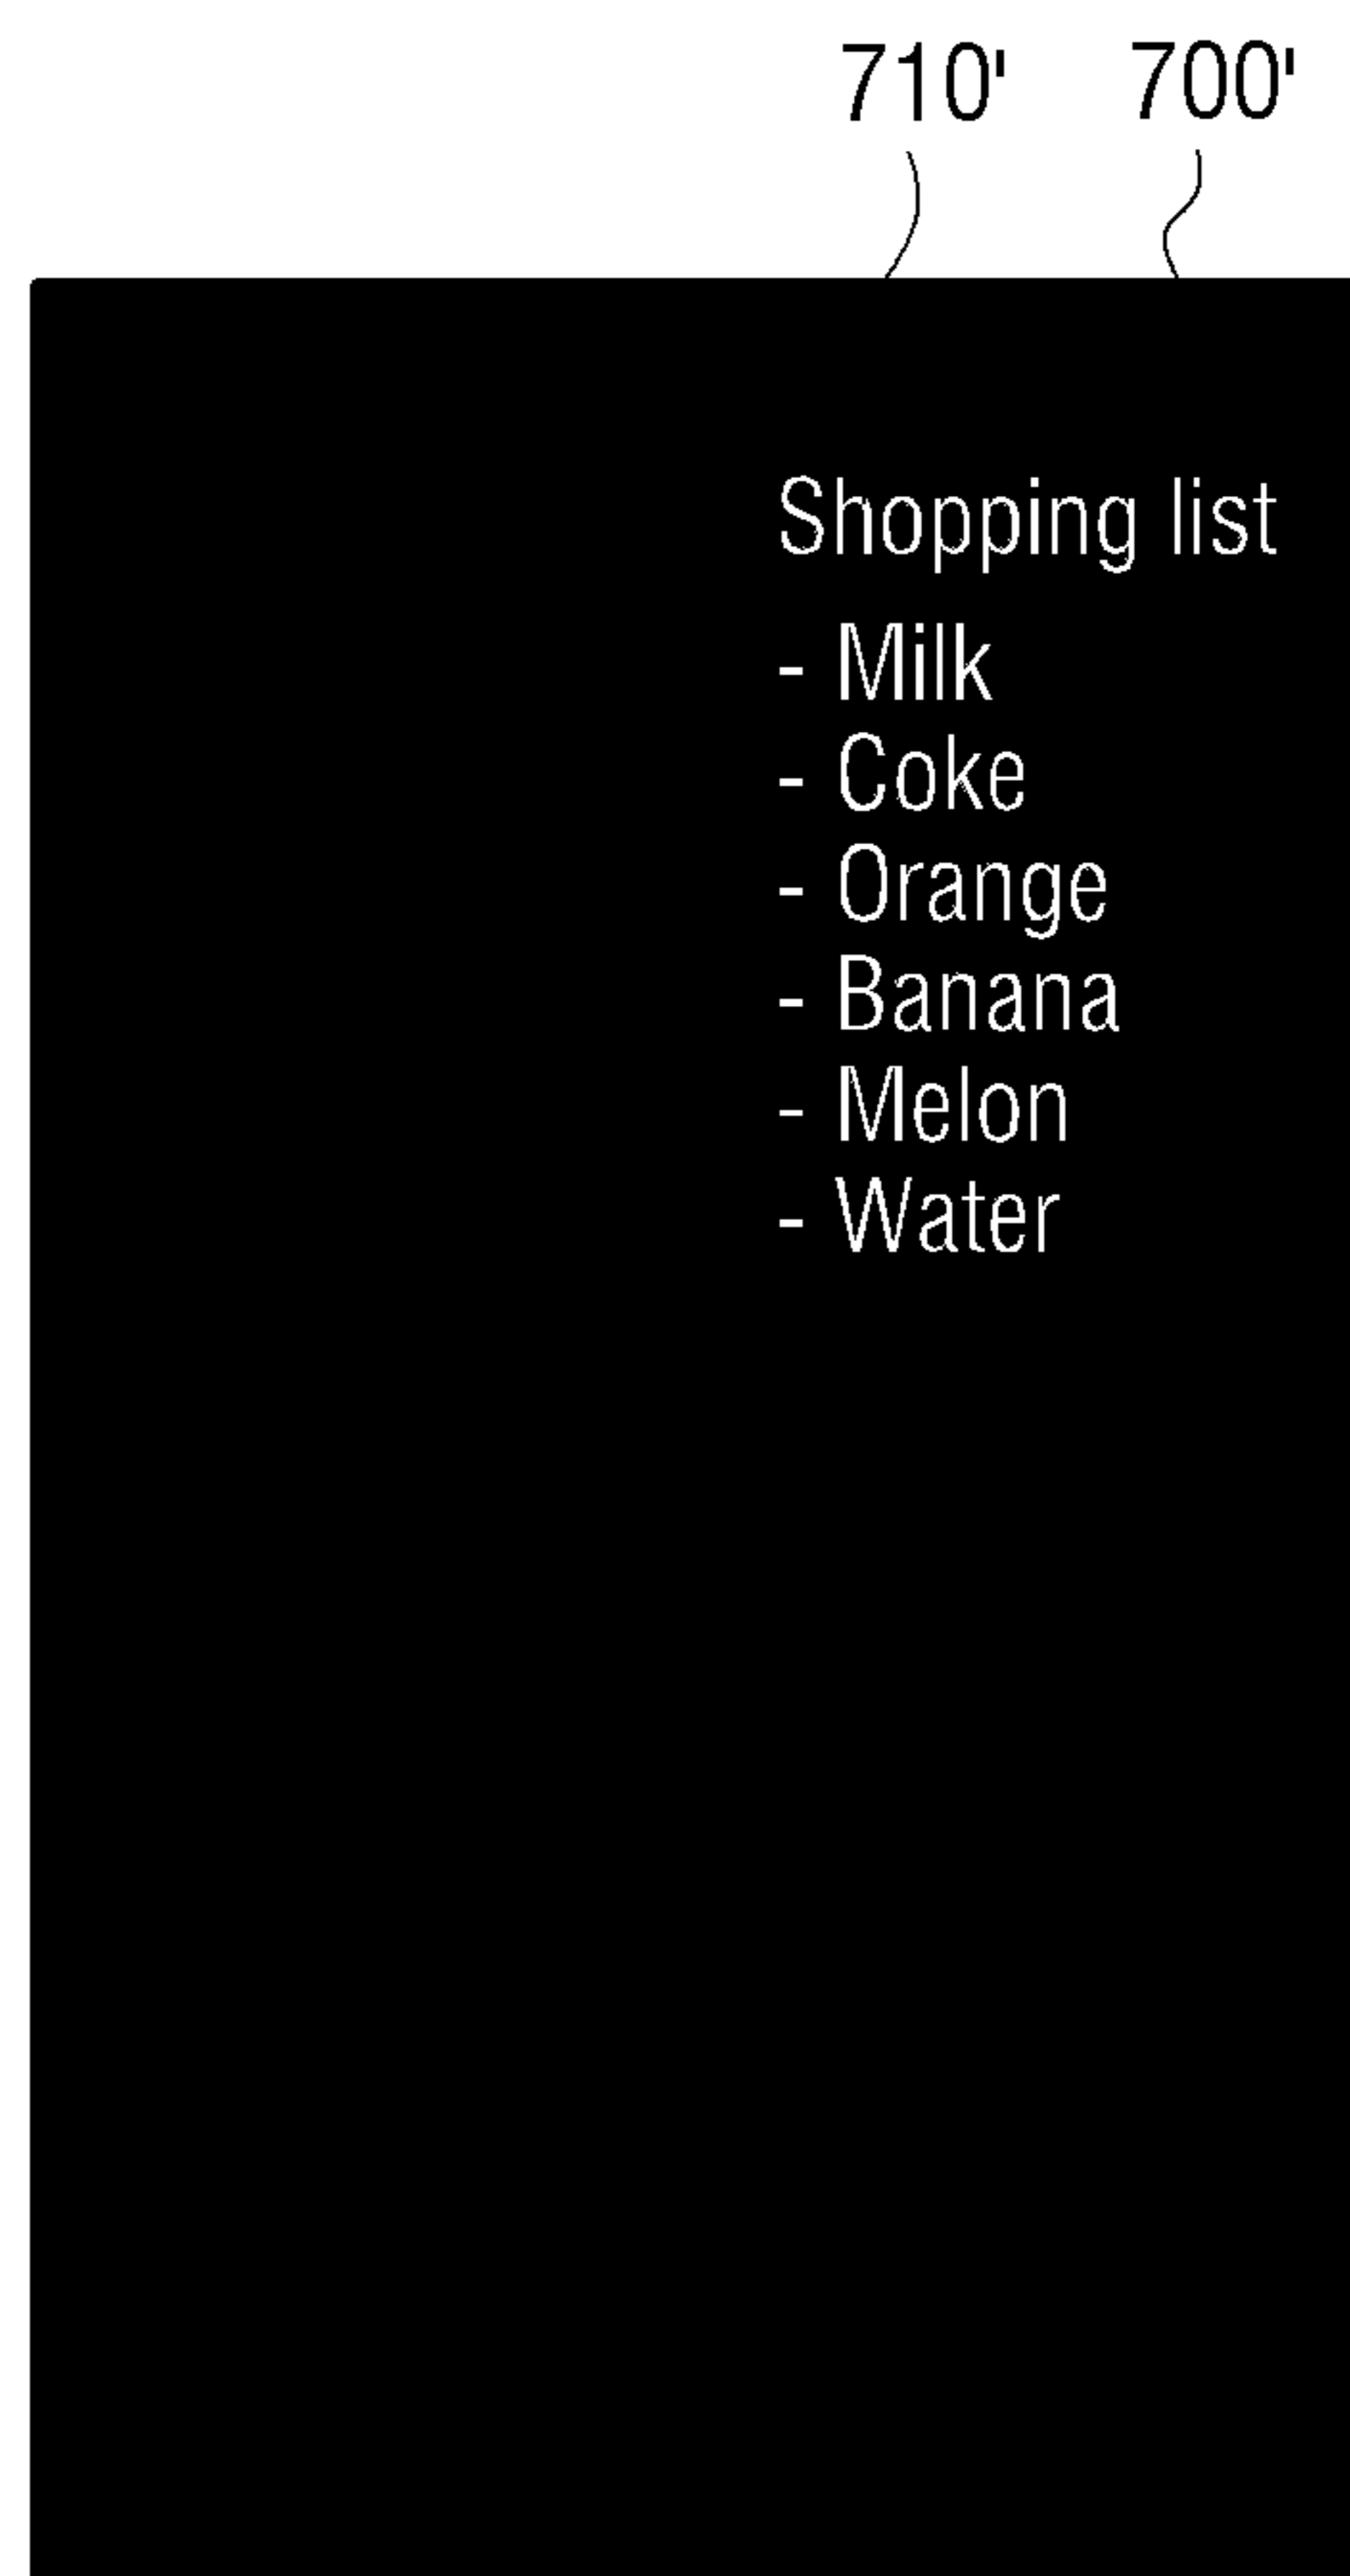 710' 700'
Shopping list
- Milk
- Coke
- Orange
- Banana
- Melon
- Water